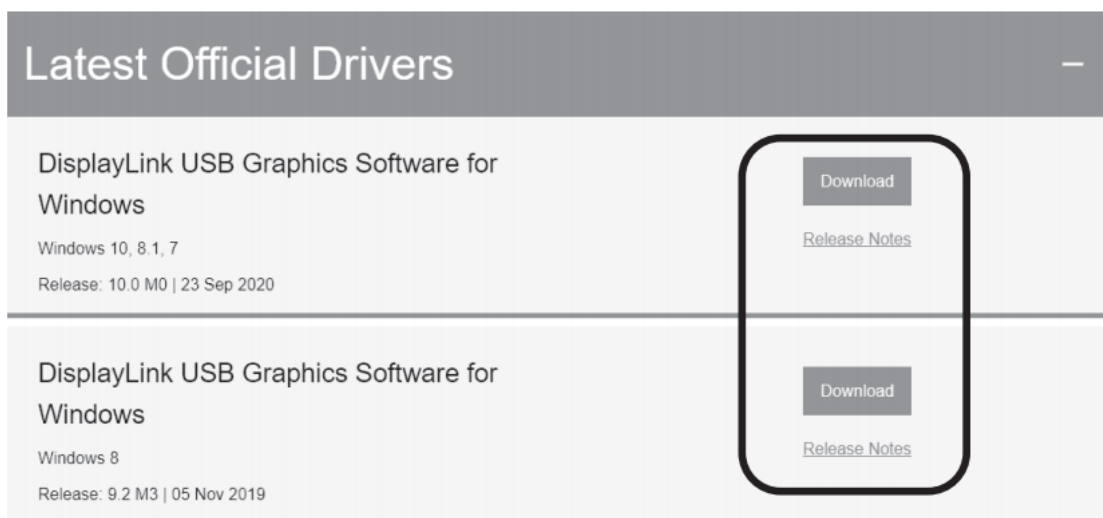 Latest Official Drivers
DisplayLink USB Graphics Software for
Windows
Windows 10, 8.1, 7
Release: 10.0 M0 | 23 Sep 2020
Download
Release Notes
DisplayLink USB Graphics Software for
Windows
Windows 8
Release: 9.2 M3 | 05 Nov 2019
Download
Release Notes